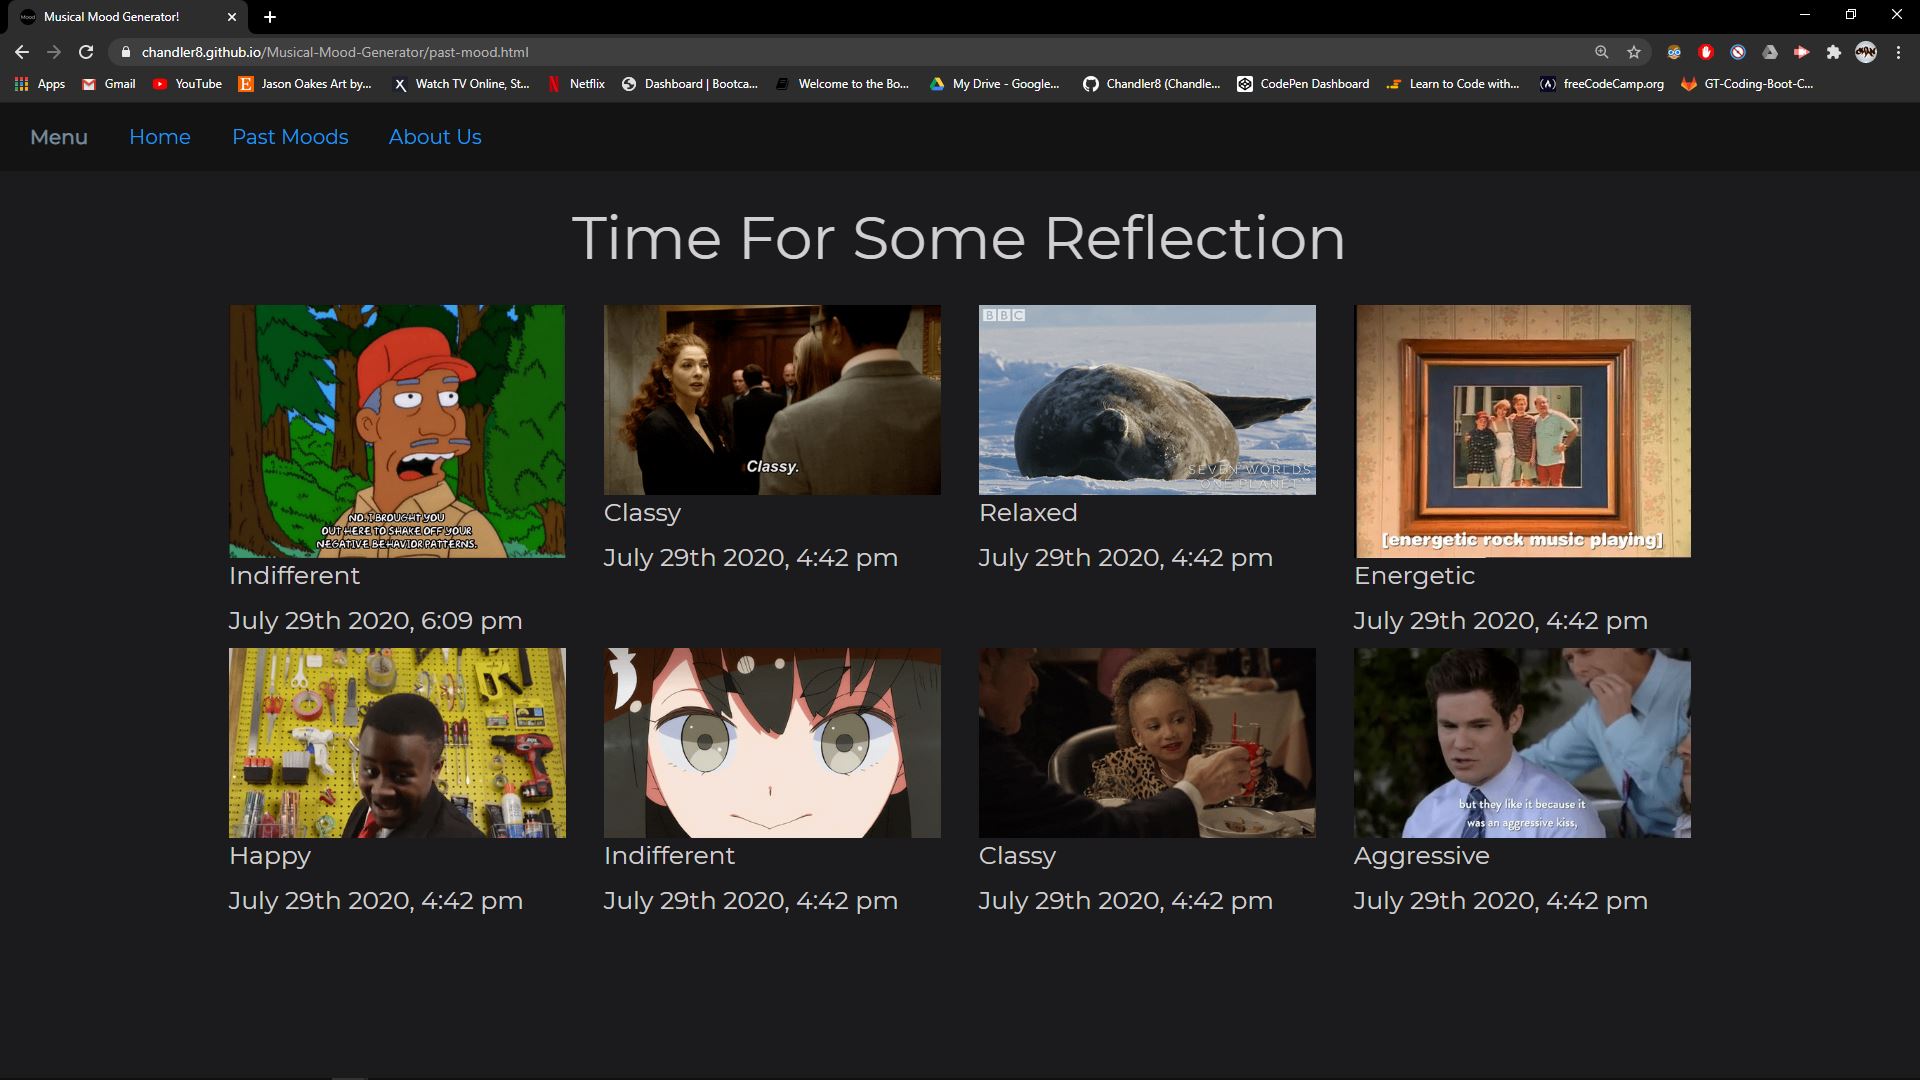 Musical Mood Generator!
chandler8.github.io/Musical-Mood-Generator/past-mood.html
Apps
Gmail
YouTube
Jason Oakes Art by...
Watch TV Online, St...
Netflix
Dashboard | Bootca...
Welcome to the Bo...
My Drive - Google...
Chandler8 (Chandle...
CodePen Dashboard
Learn to Code with...
freeCodeCamp.org
GT-Coding-Boot-C...
Menu
Home
Past Moods
About Us
Time For Some Reflection
NO. I BROUGHT YOU
OUT HERE TO SHAKE OFF YOUR
NEGATIVE BEHAVIOR PATTERNS.
Indifferent
July 29th 2020, 6:09 pm
Classy.
Classy
July 29th 2020, 4:42 pm
BBC
SEVEN WORLDS
ONE PLANET
Relaxed
July 29th 2020, 4:42 pm
[energetic rock music playing]
Energetic
July 29th 2020, 4:42 pm
Happy
July 29th 2020, 4:42 pm
Indifferent
July 29th 2020, 4:42 pm
Classy
July 29th 2020, 4:42 pm
but they like it because it
was an aggressive kiss,
Aggressive
July 29th 2020, 4:42 pm